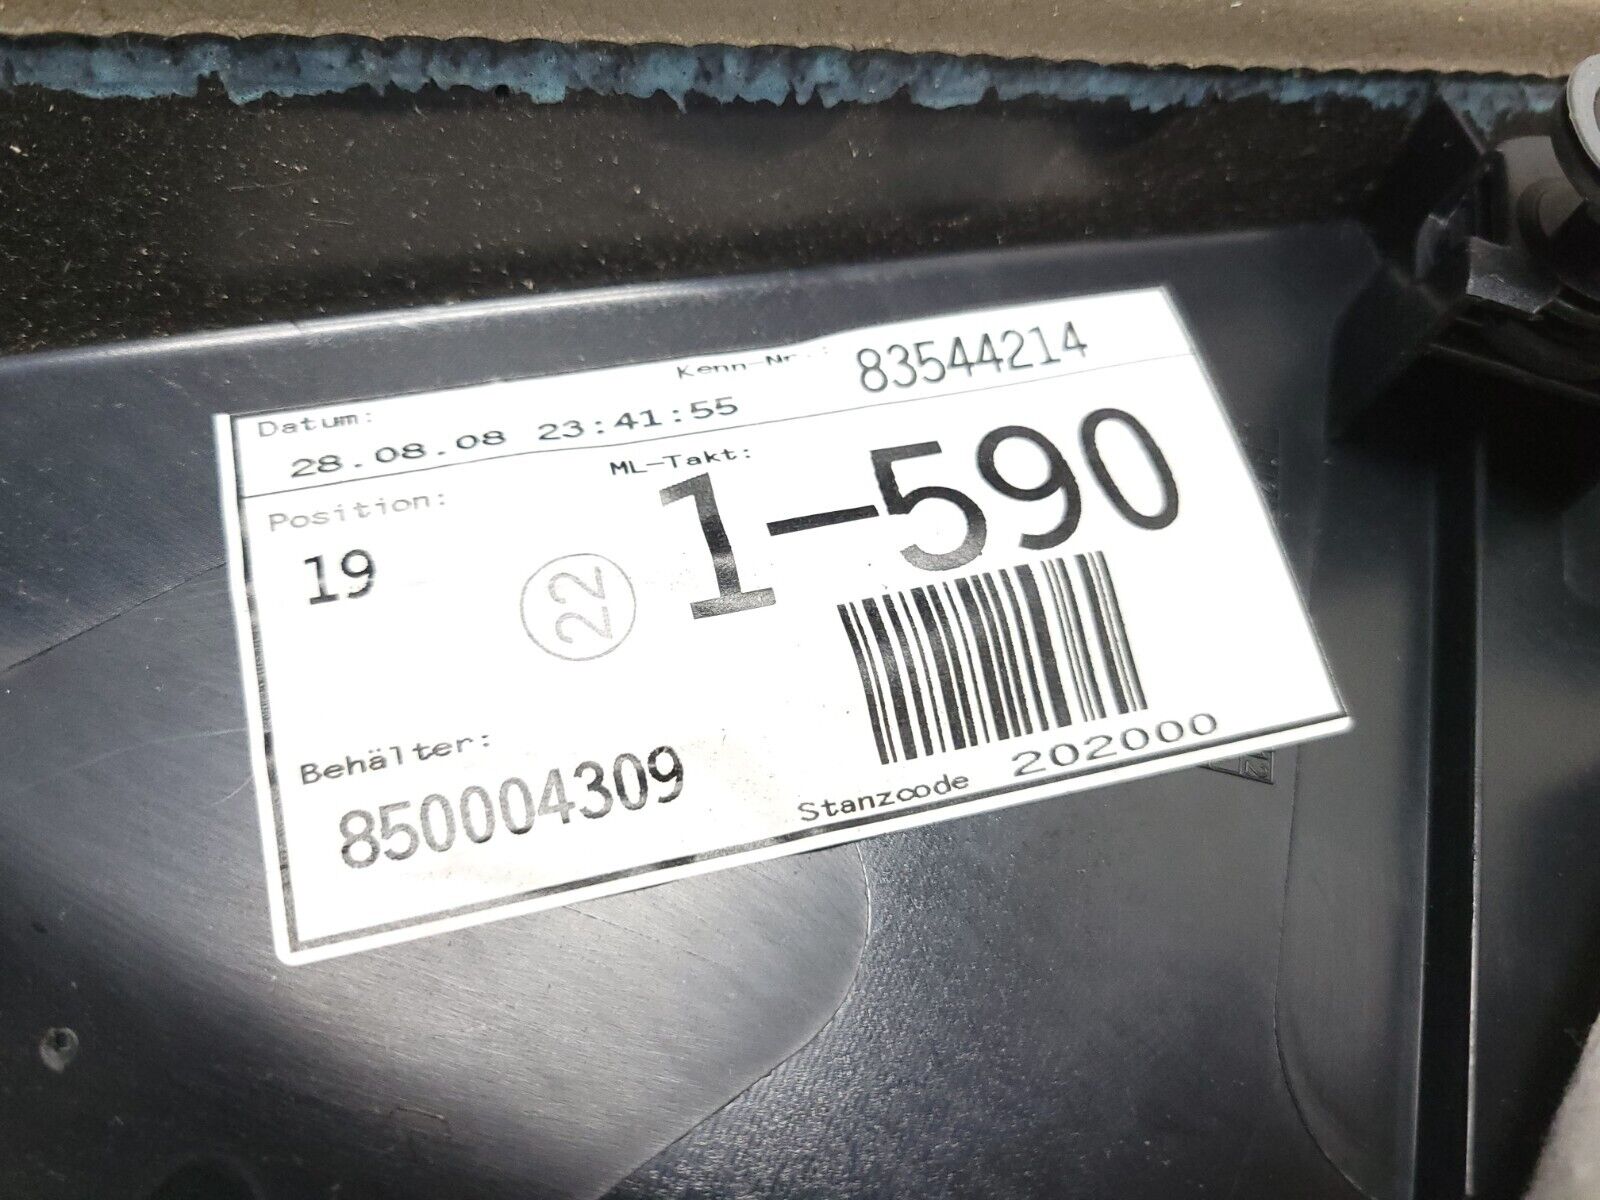 Kenn-Nr.: 83544214
Datum:
28.08.08 23:41:55
ML-Takt:
1-590
Position:
19
22
Behälter:
850004309
Stanzcode 202000